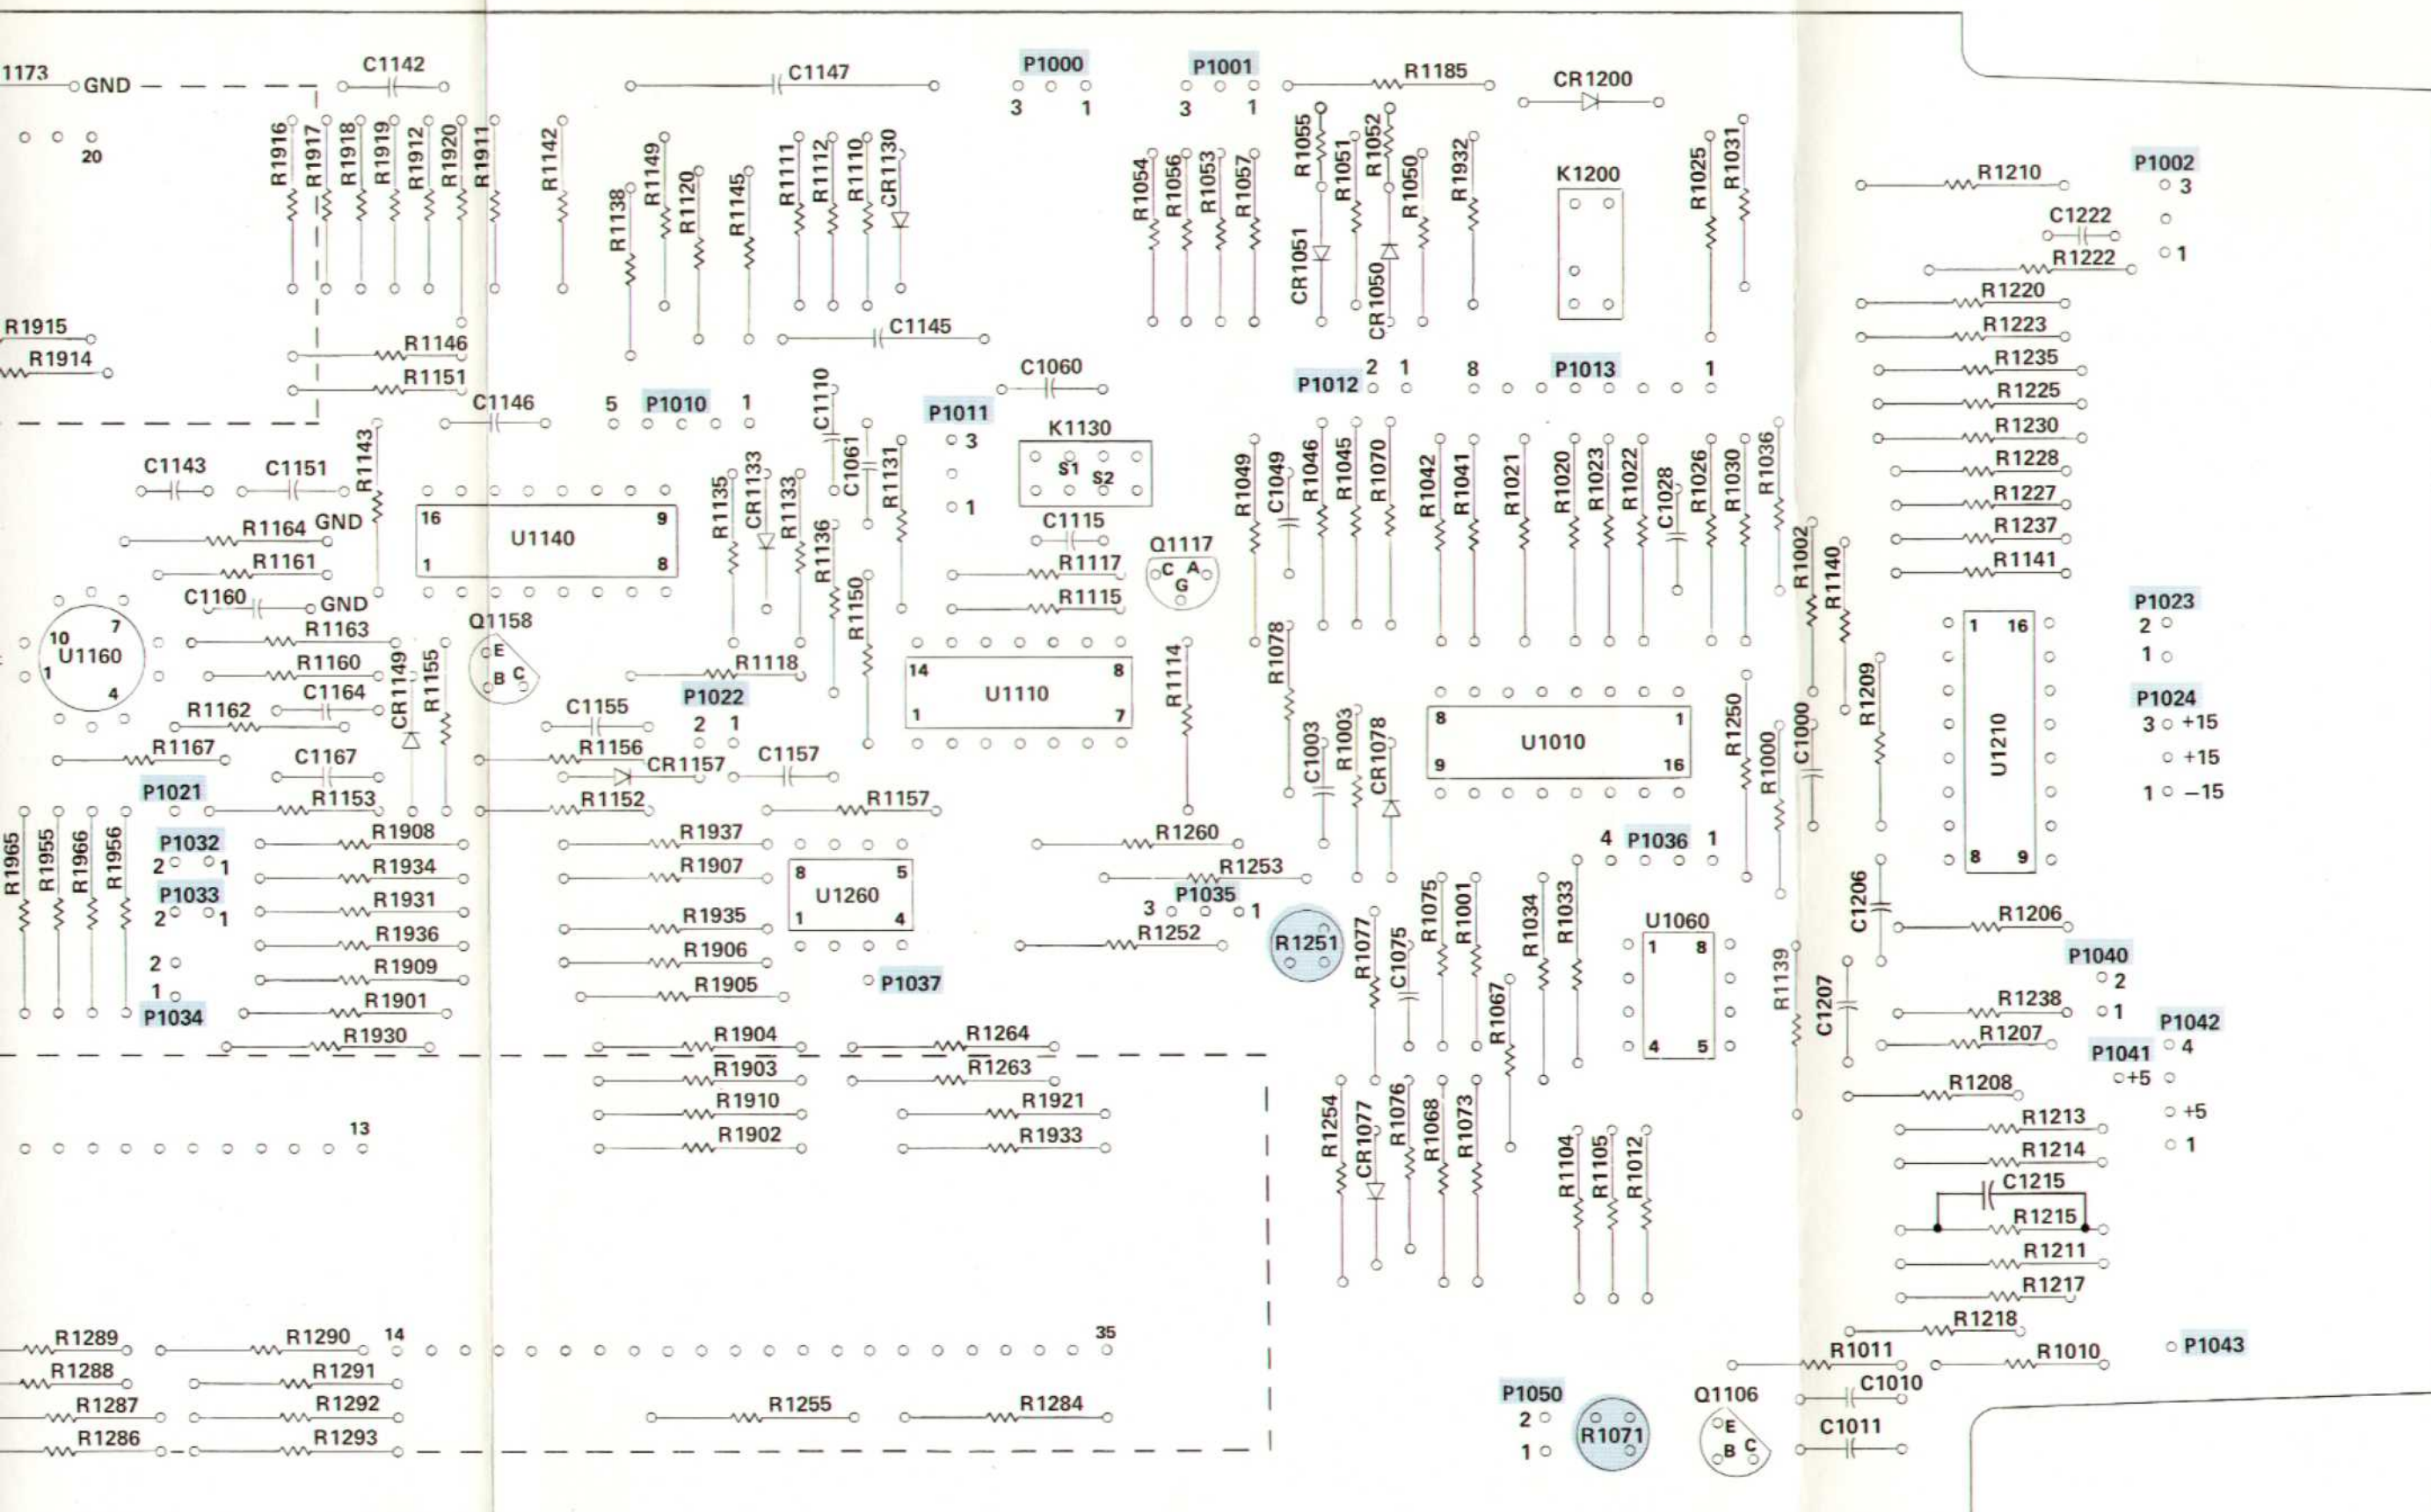 1173
GND
C1142
C1147
P1000
3 1
P1001
3 1
R1185
CR1200
20
R1916
R1917
R1918
R1919
R1912
R1920
R1911
R1142
R1138
R1149
R1120
R1145
R1111
R1112
R1110
CR1130
R1054
R1056
R1053
R1057
R1055
CR1051
R1051
R1052
CR1050
R1050
R1932
K1200
R1025
R1031
R1210
P1002
3
C1222
1
R1222
R1220
R1223
R1235
R1225
R1230
R1228
R1227
R1237
R1141
R1915
R1914
R1146
R1151
C1145
C1146
5 P1010 1
C1110
C1061
R1131
P1011
3
1
C1060
K1130
S1
S2
P1012
2 1
8 P1013 1
R1143
C1143
C1151
R1164 GND
R1161
C1160 GND
16 9
U1140
1 8
R1135
CR1133
R1133
R1136
R1150
C1115
R1117
R1115
Q1117
C A
G
R1049
C1049
R1046
R1045
R1070
R1042
R1041
R1021
R1020
R1023
R1022
C1028
R1026
R1030
R1036
R1002
R1140
10 7
U1160
1
4
R1163
R1160
C1164
R1162
R1167
C1167
CR1149
R1155
Q1158
E
B C
R1118
P1022
2 1
C1155
R1156
CR1157
C1157
R1152
R1157
14 8
U1110
1 7
R1114
R1078
C1003
R1003
CR1078
8 1
U1010
9 16
R1250
R1000
C1000
R1209
1 16
U1210
8 9
P1023
2
1
P1024
3 +15
+15
1 −15
P1021
R1153
R1965
R1955
R1966
R1956
P1032
2 1
P1033
2 1
2
1
P1034
R1908
R1934
R1931
R1936
R1909
R1901
R1930
R1937
R1907
R1935
R1906
R1905
R1904
R1903
R1910
R1902
8 5
U1260
1 4
P1037
R1260
R1253
P1035
3 1
R1252
R1251
R1264
R1263
R1921
R1933
4 P1036 1
R1077
C1075
R1075
R1001
R1067
R1034
R1033
U1060
1 8
4 5
R1139
C1206
C1207
R1206
P1040
2
R1238 1
R1207
P1042
4
P1041
+5
R1208
+5
1
R1213
R1214
C1215
R1215
R1211
R1217
R1218
13
R1254
CR1077
R1076
R1068
R1073
R1104
R1105
R1012
R1289
R1288
R1287
R1286
R1290 14
R1291
R1292
R1293
35
R1255
R1284
R1011
R1010
P1043
P1050
2
1
R1071
Q1106
E
B C
C1010
C1011